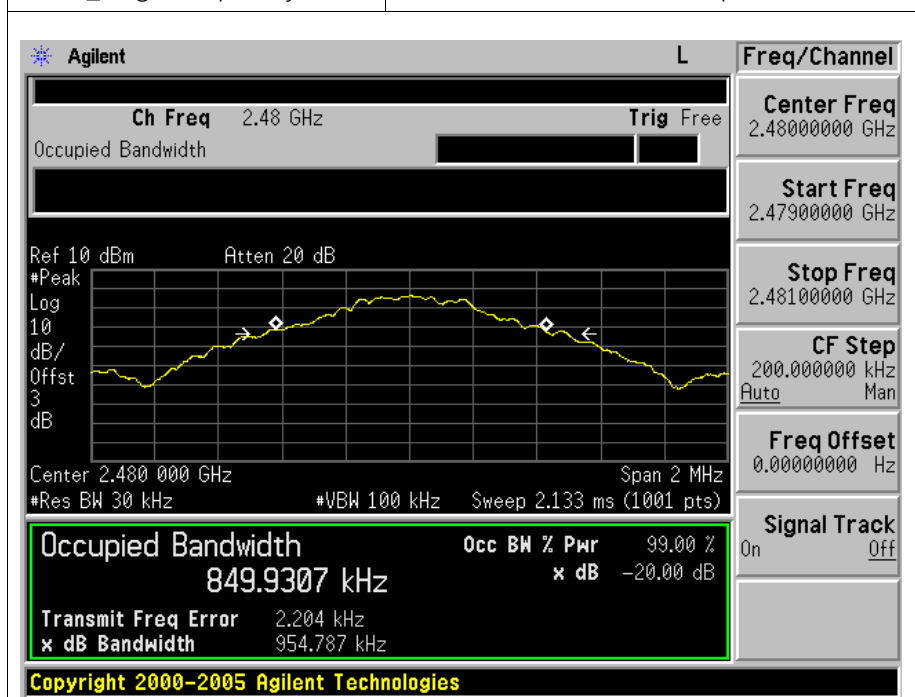 Agilent L
Ch Freq 2.48 GHz Trig Free
Occupied Bandwidth
Ref 10 dBm Atten 20 dB
#Peak
Log
10
dB/
Offst
3
dB
Center 2.480 000 GHz Span 2 MHz
#Res BW 30 kHz #VBW 100 kHz Sweep 2.133 ms (1001 pts)
Occupied Bandwidth
849.9307 kHz
Occ BW % Pwr 99.00 %
x dB -20.00 dB
Transmit Freq Error 2.204 kHz
x dB Bandwidth 954.787 kHz
Copyright 2000-2005 Agilent Technologies
Freq/Channel
Center Freq
2.48000000 GHz
Start Freq
2.47900000 GHz
Stop Freq
2.48100000 GHz
CF Step
200.000000 kHz
Auto Man
Freq Offset
0.00000000 Hz
Signal Track
On Off